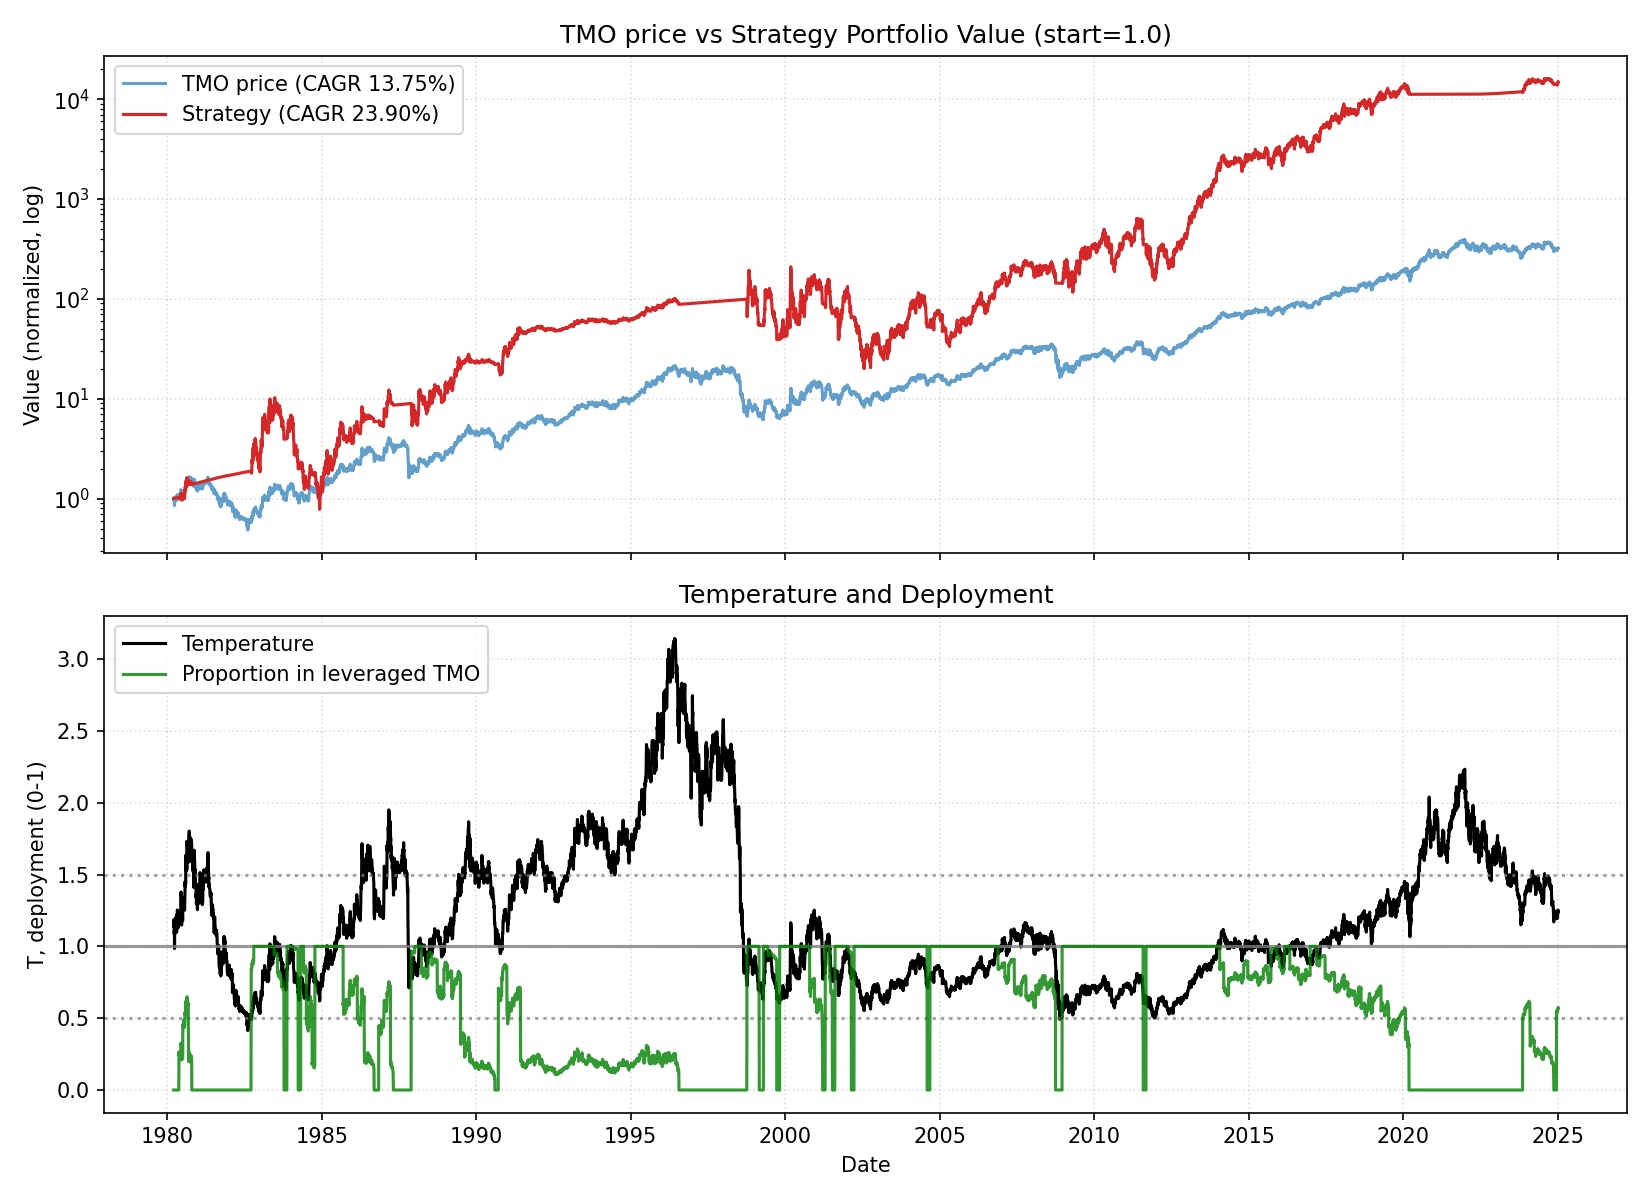 TMO price vs Strategy Portfolio Value (start=1.0)
TMO price (CAGR 13.75%)
Strategy (CAGR 23.90%)
Value (normalized, log)
10^4
10^3
10^2
10^1
10^0
Temperature and Deployment
Temperature
Proportion in leveraged TMO
T, deployment (0-1)
3.0
2.5
2.0
1.5
1.0
0.5
0.0
1980 1985 1990 1995 2000 2005 2010 2015 2020 2025
Date